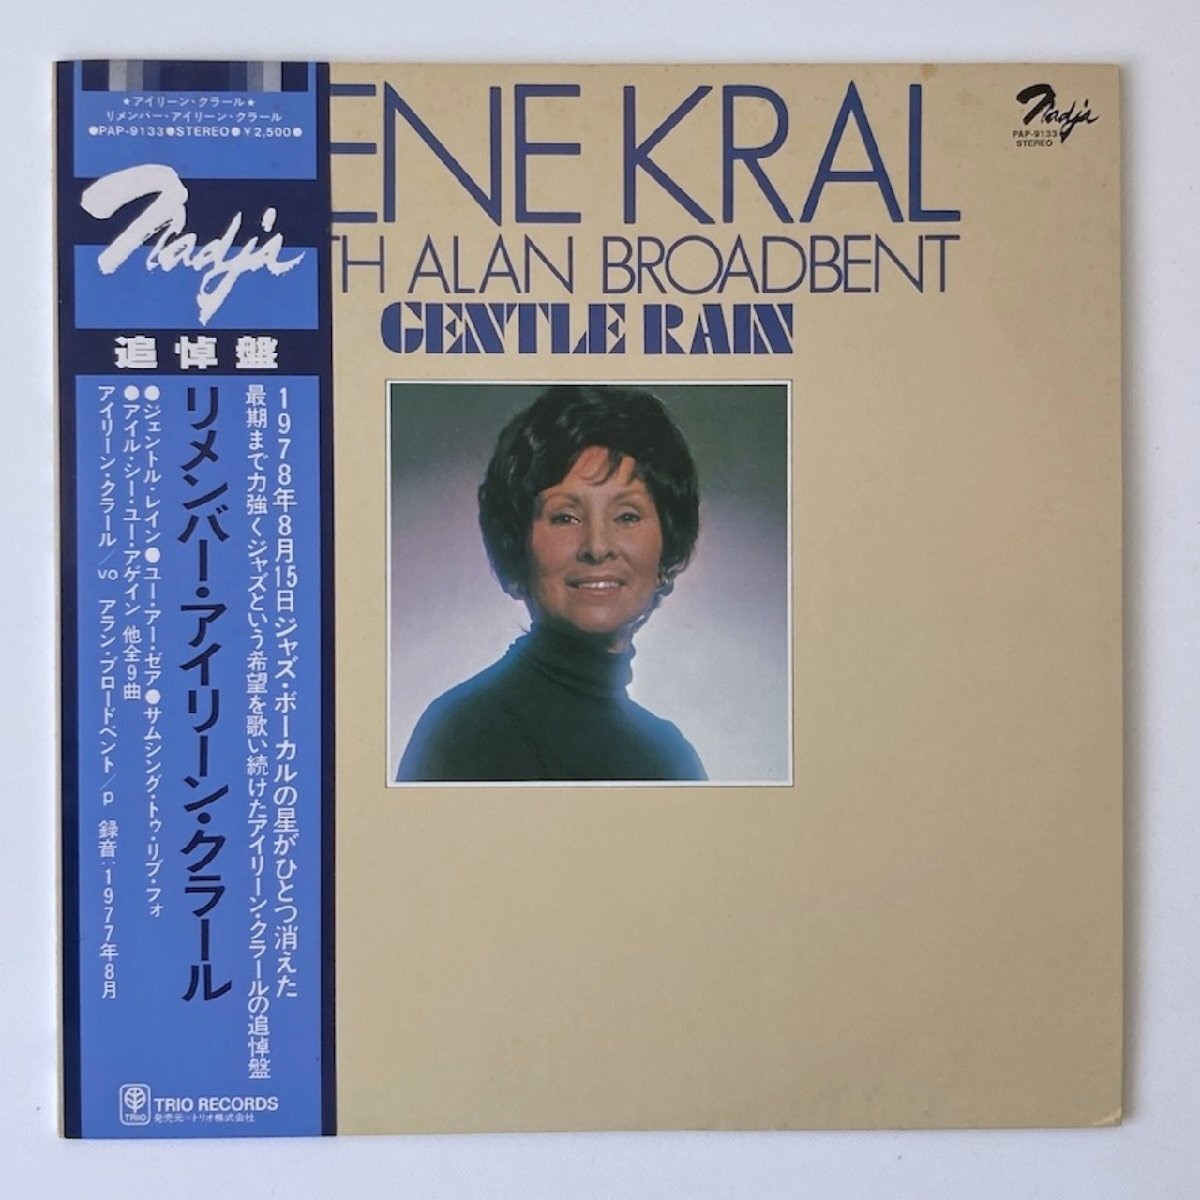 ★アイリーン・クラール★
リメンバー・アイリーン・クラール
●PAP-9133●STEREO●¥2,500●
Nadja
追悼盤
1978年8月15日ジャズ・ボーカルの星がひとつ消えた
最期まで力強くジャズという希望を歌い続けたアイリーン・クラールの追悼盤
リメンバー・アイリーン・クラール
●ジェントル・レイン●ユー・アー・ゼア●サムシング・トゥ・リブ・フォ
●アイル・シー・ユー・アゲイン 他全9曲
アイリーン・クラール/vo アラン・ブロードベント/p 録音:1977年8月
TRIO
TRIO RECORDS
発売元=トリオ株式会社
ENE KRAL
TH ALAN BROADBENT
GENTLE RAIN
Nadja
PAP-9133
STEREO